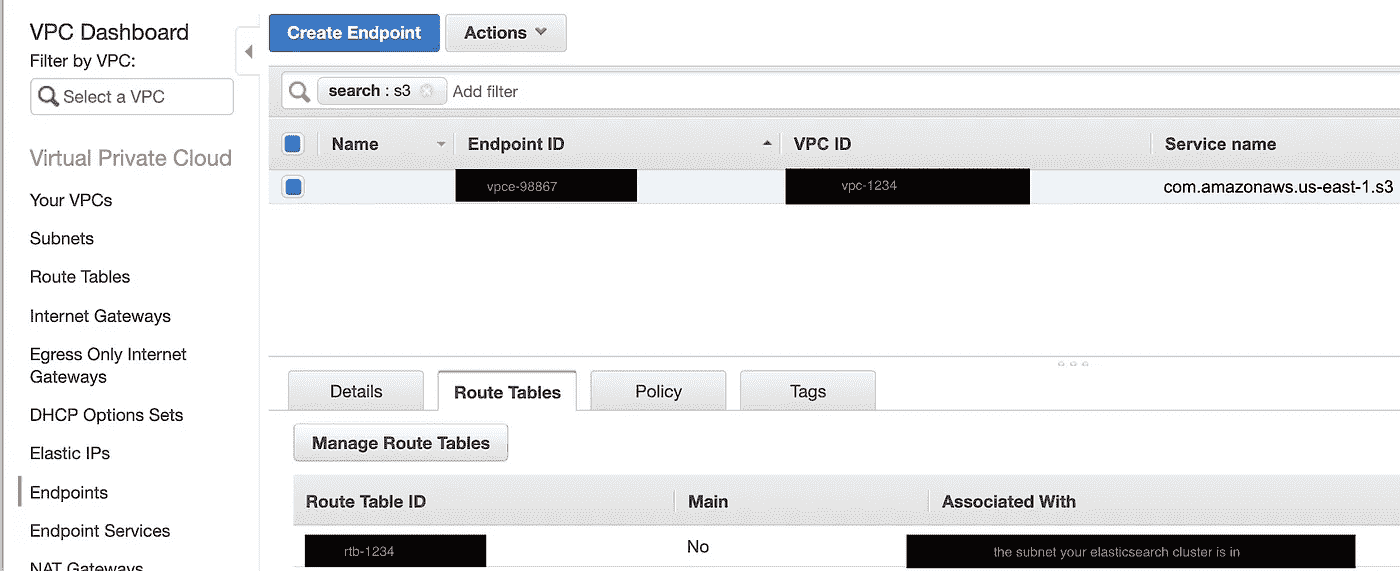 VPC Dashboard
Filter by VPC:
Select a VPC
Virtual Private Cloud
Your VPCs
Subnets
Route Tables
Internet Gateways
Egress Only Internet
Gateways
DHCP Options Sets
Elastic IPs
Endpoints
Endpoint Services
NAT Gateways
Create Endpoint Actions
search : s3 Add filter
Name Endpoint ID VPC ID Service name
vpce-98867 vpc-1234 com.amazonaws.us-east-1.s3
Details Route Tables Policy Tags
Manage Route Tables
Route Table ID Main Associated With
rtb-1234 No the subnet your elasticsearch cluster is in